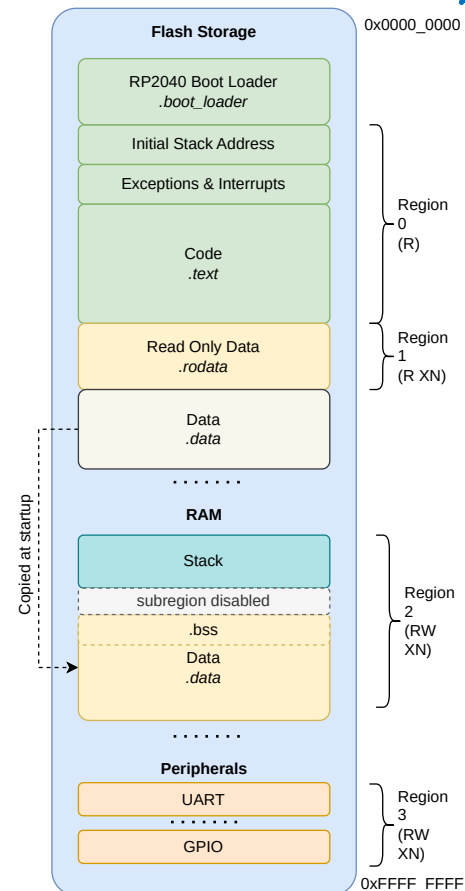 Flash Storage
0x0000_0000
RP2040 Boot Loader
.boot_loader
Initial Stack Address
Exceptions & Interrupts
Region
0
(R)
Code
.text
Read Only Data
.rodata
Region
1
(R XN)
Data
.data
.......
Copied at startup
RAM
Stack
subregion disabled
.bss
Data
.data
Region
2
(RW
XN)
.......
Peripherals
UART
.......
GPIO
Region
3
(RW
XN)
0xFFFF_FFFF